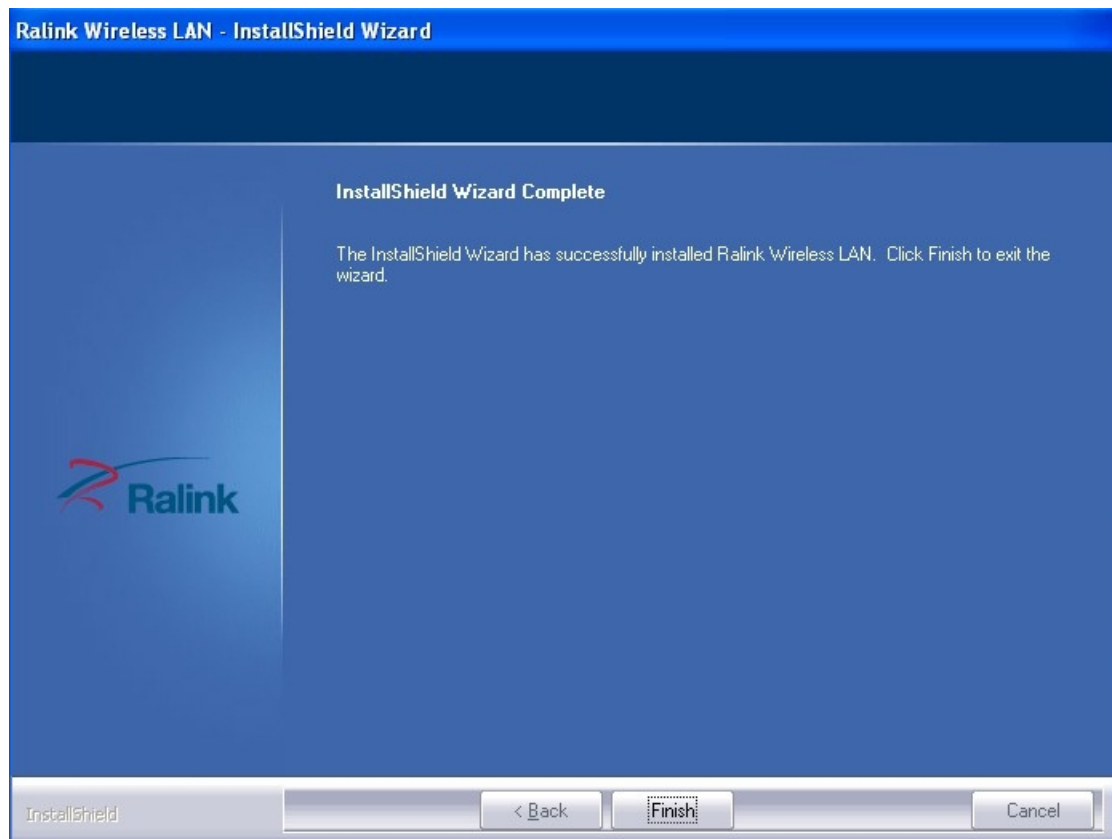 Ralink Wireless LAN - InstallShield Wizard
InstallShield Wizard Complete
The InstallShield Wizard has successfully installed Ralink Wireless LAN. Click Finish to exit the
wizard.
Ralink
InstallShield
< Back
Finish
Cancel